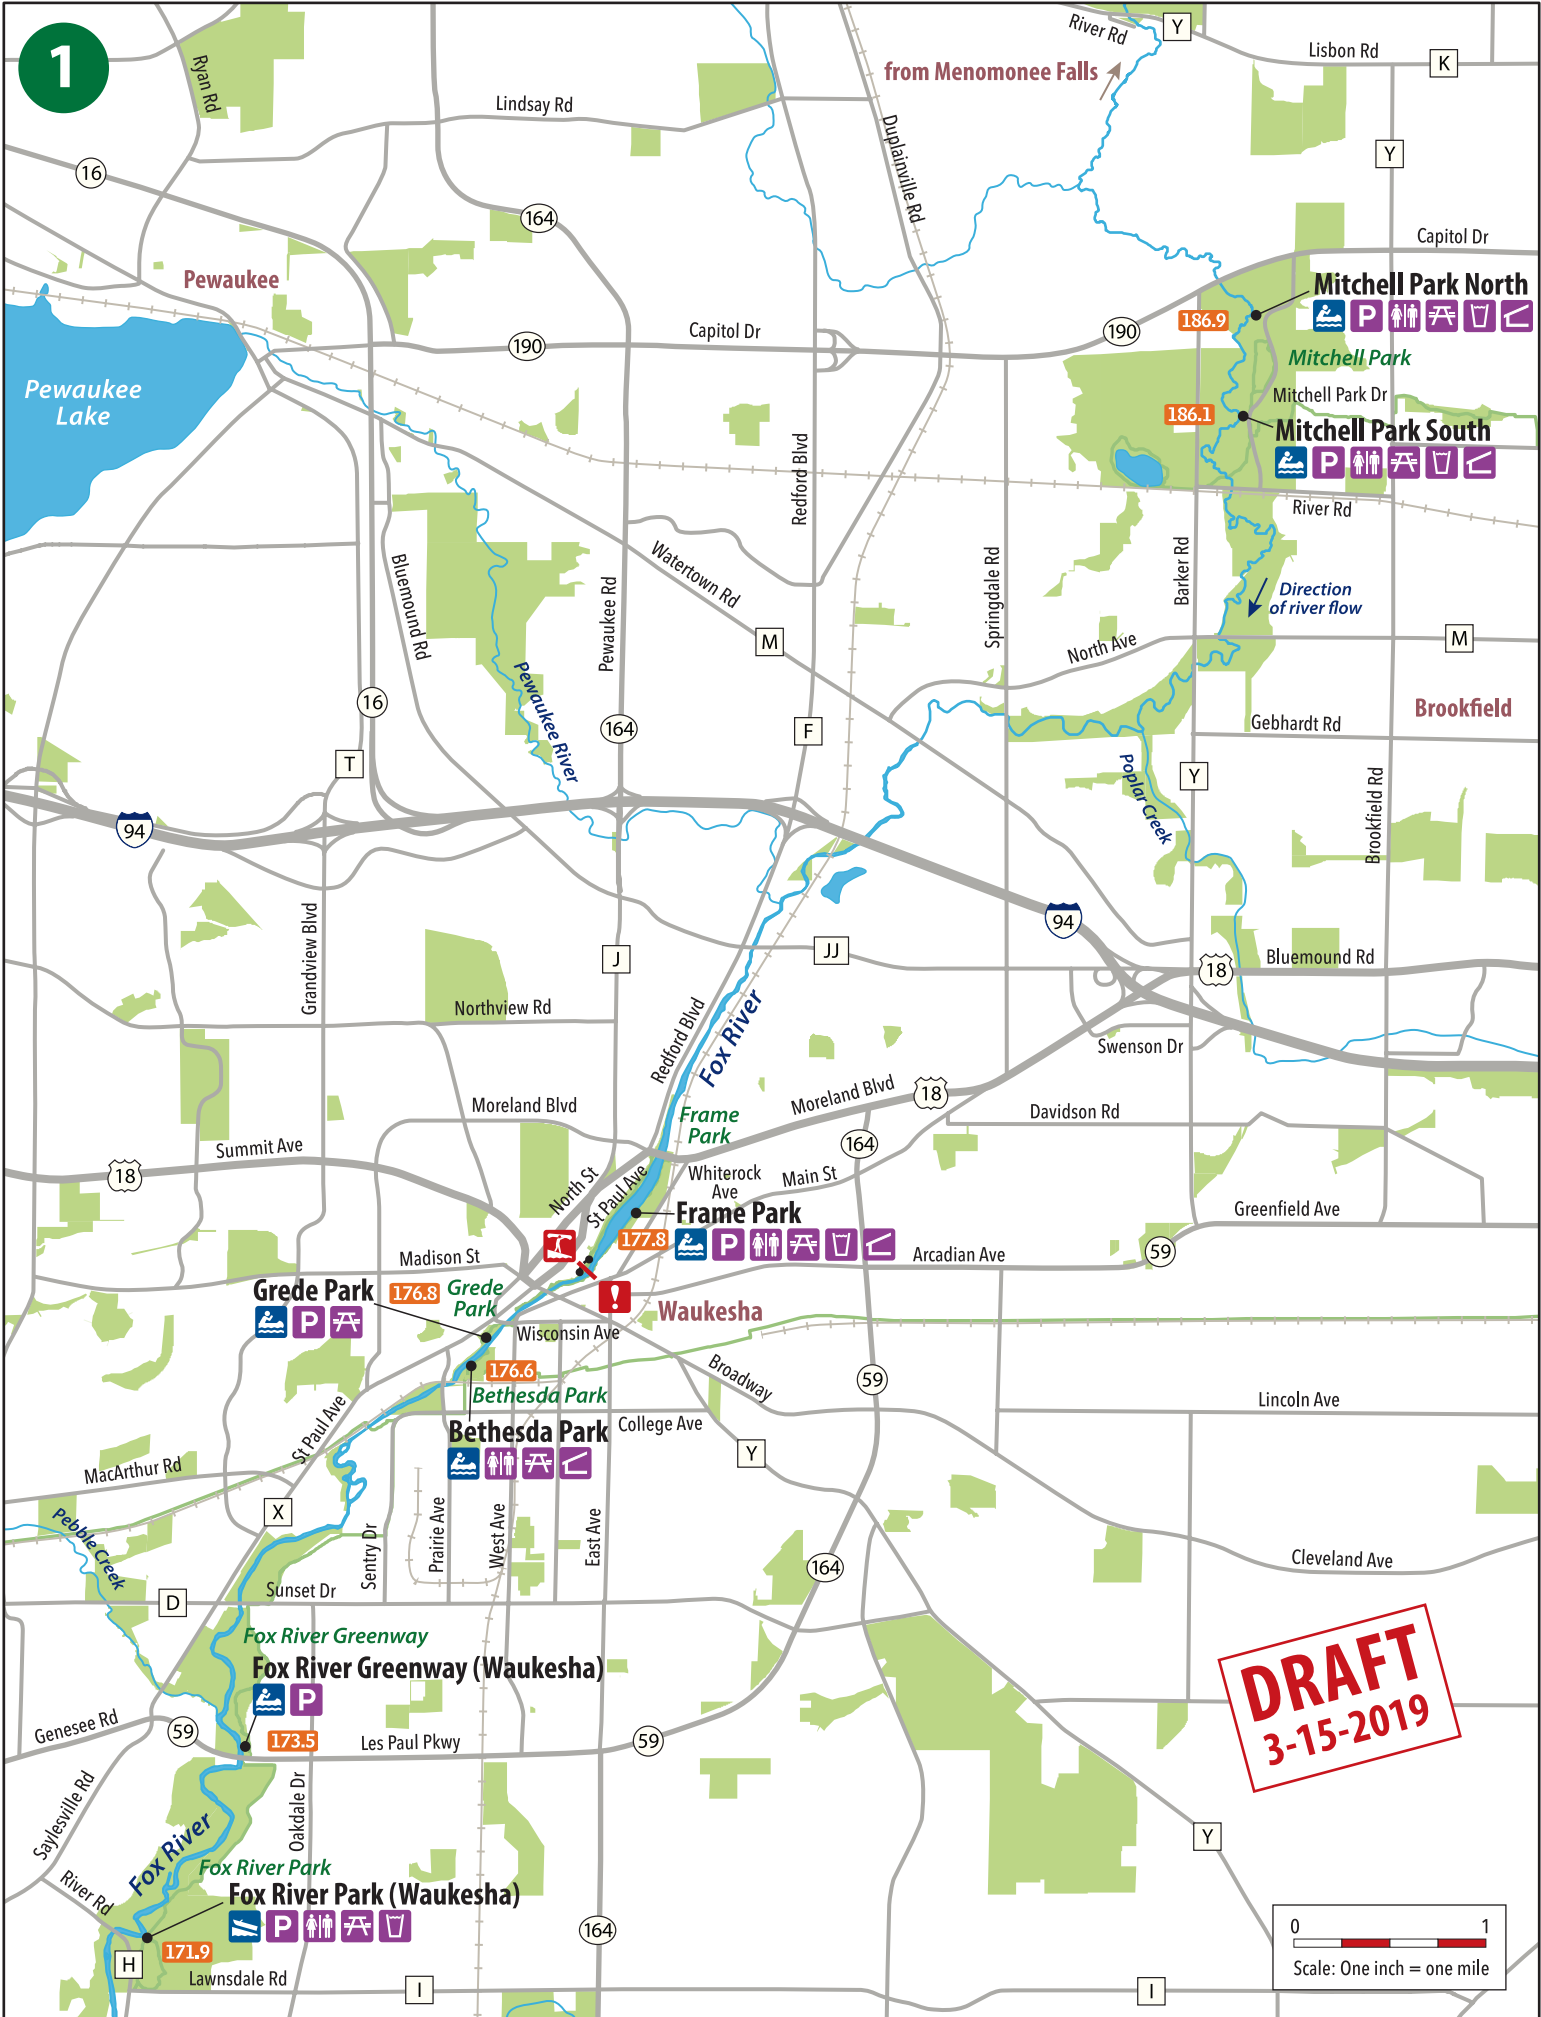 1
River Rd
Y
Lisbon Rd
K
from Menomonee Falls
Ryan Rd
Lindsay Rd
Duplainville Rd
Y
16
164
Capitol Dr
Pewaukee
Mitchell Park North
P
186.9
190
Capitol Dr
190
Mitchell Park
Pewaukee
Lake
Mitchell Park Dr
186.1
Mitchell Park South
P
Redford Blvd
River Rd
Watertown Rd
Bluemound Rd
Pewaukee Rd
Springdale Rd
Barker Rd
Direction
of river flow
M
North Ave
M
Pewaukee River
16
164
F
Brookfield
Gebhardt Rd
T
Poplar Creek
Y
Brookfield Rd
94
94
Grandview Blvd
J
JJ
18
Bluemound Rd
Northview Rd
Redford Blvd
Fox River
Swenson Dr
Moreland Blvd
Moreland Blvd
18
Davidson Rd
Frame
Park
164
Summit Ave
18
North St
St Paul Ave
Whiterock
Ave
Main St
Frame Park
P
177.8
Greenfield Ave
59
Madison St
Arcadian Ave
Grede Park
P
176.8
Grede
Park
!
Waukesha
Wisconsin Ave
176.6
Broadway
59
Bethesda Park
St Paul Ave
Bethesda Park
College Ave
Lincoln Ave
Y
MacArthur Rd
X
Pebble Creek
Sentry Dr
Prairie Ave
West Ave
East Ave
164
Cleveland Ave
D
Sunset Dr
Fox River Greenway
Fox River Greenway (Waukesha)
P
DRAFT
3-15-2019
Genesee Rd
59
173.5
Les Paul Pkwy
59
Saylesville Rd
Oakdale Dr
Fox River
Y
Fox River Park
River Rd
Fox River Park (Waukesha)
P
164
171.9
H
Lawnsdale Rd
I
I
0 1
Scale: One inch = one mile